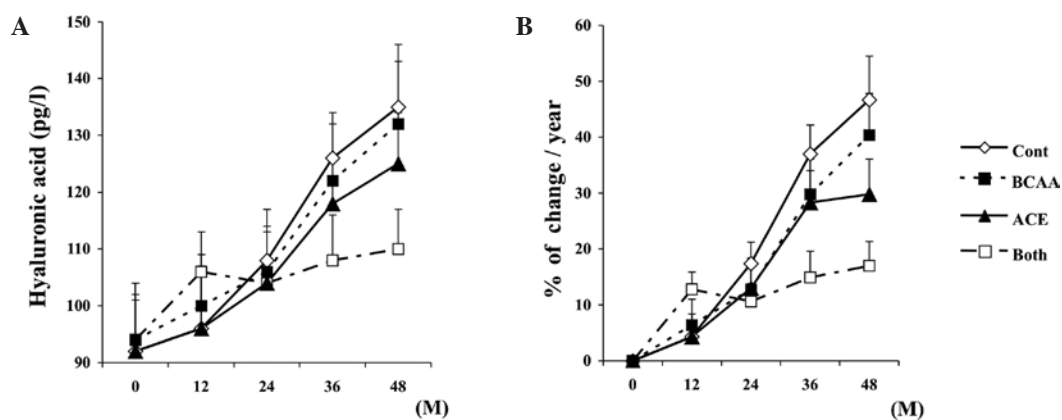 A
Hyaluronic acid (pg/l)
150
140
130
120
110
100
90
0 12 24 36 48
(M)
B
% of change / year
60
50
40
30
20
10
0
0 12 24 36 48
(M)
Cont
BCAA
ACE
Both